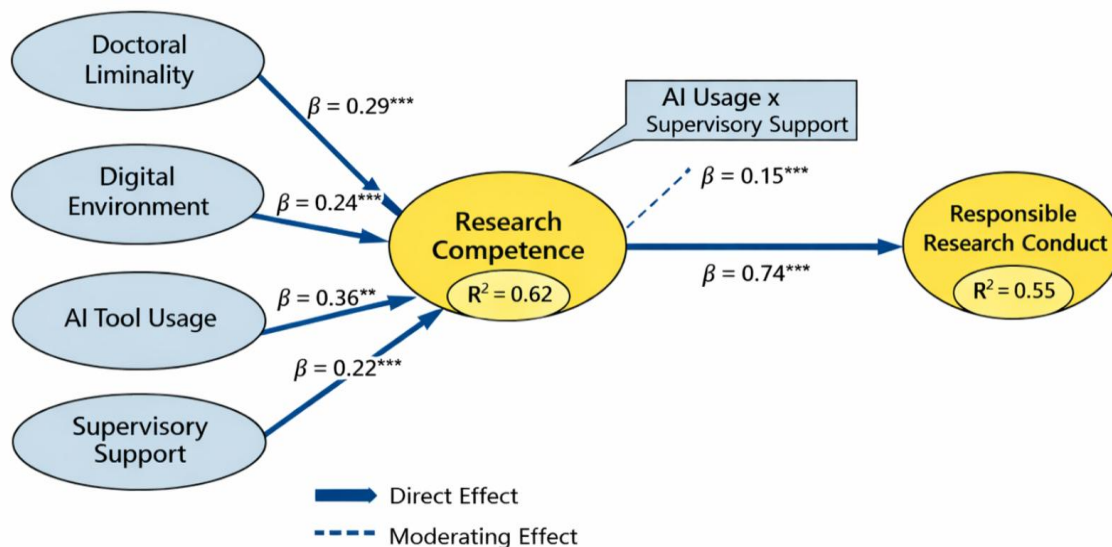 Doctoral
Liminality
β = 0.29***
AI Usage x
Supervisory Support
Digital
Environment
β = 0.24***
β = 0.15***
Research
Competence
R² = 0.62
Responsible
Research Conduct
R² = 0.55
β = 0.74***
AI Tool Usage
β = 0.36**
β = 0.22***
Supervisory
Support
Direct Effect
Moderating Effect